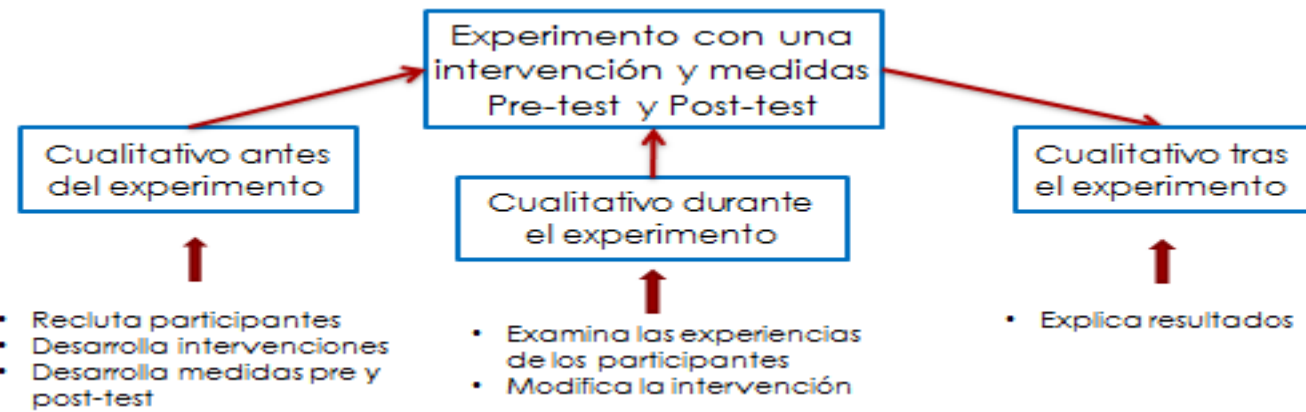 Experimento con una
intervención y medidas
Pre-test y Post-test
Cualitativo antes
del experimento
Cualitativo durante
el experimento
Cualitativo tras
el experimento
• Recluta participantes
• Desarrolla intervenciones
• Desarrolla medidas pre y
post-test
• Examina las experiencias
de los participantes
• Modifica la intervención
• Explica resultados